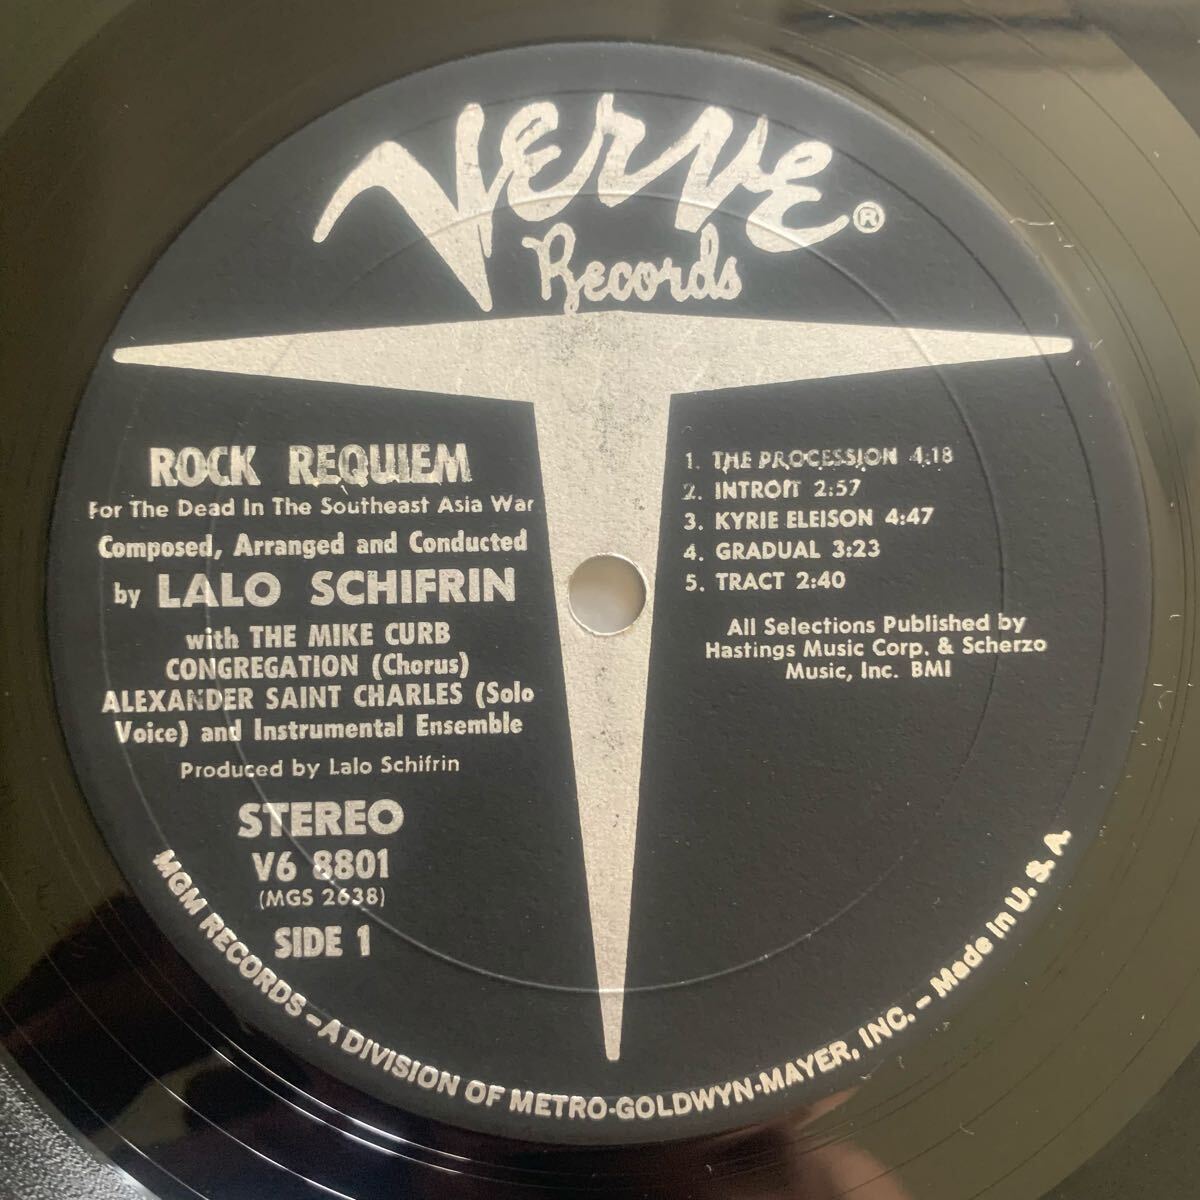 Verve®
Records
ROCK REQUIEM
For The Dead In The Southeast Asia War
Composed, Arranged and Conducted
by LALO SCHIFRIN
with THE MIKE CURB
CONGREGATION (Chorus)
ALEXANDER SAINT CHARLES (Solo
Voice) and Instrumental Ensemble
Produced by Lalo Schifrin
STEREO
V6 8801
(MGS 2638)
SIDE 1
1. THE PROCESSION 4:18
2. INTROIT 2:57
3. KYRIE ELEISON 4:47
4. GRADUAL 3:23
5. TRACT 2:40
All Selections Published by
Hastings Music Corp. & Scherzo
Music, Inc. BMI
MGM RECORDS – A DIVISION OF METRO-GOLDWYN-MAYER, INC. – Made in U. S. A.